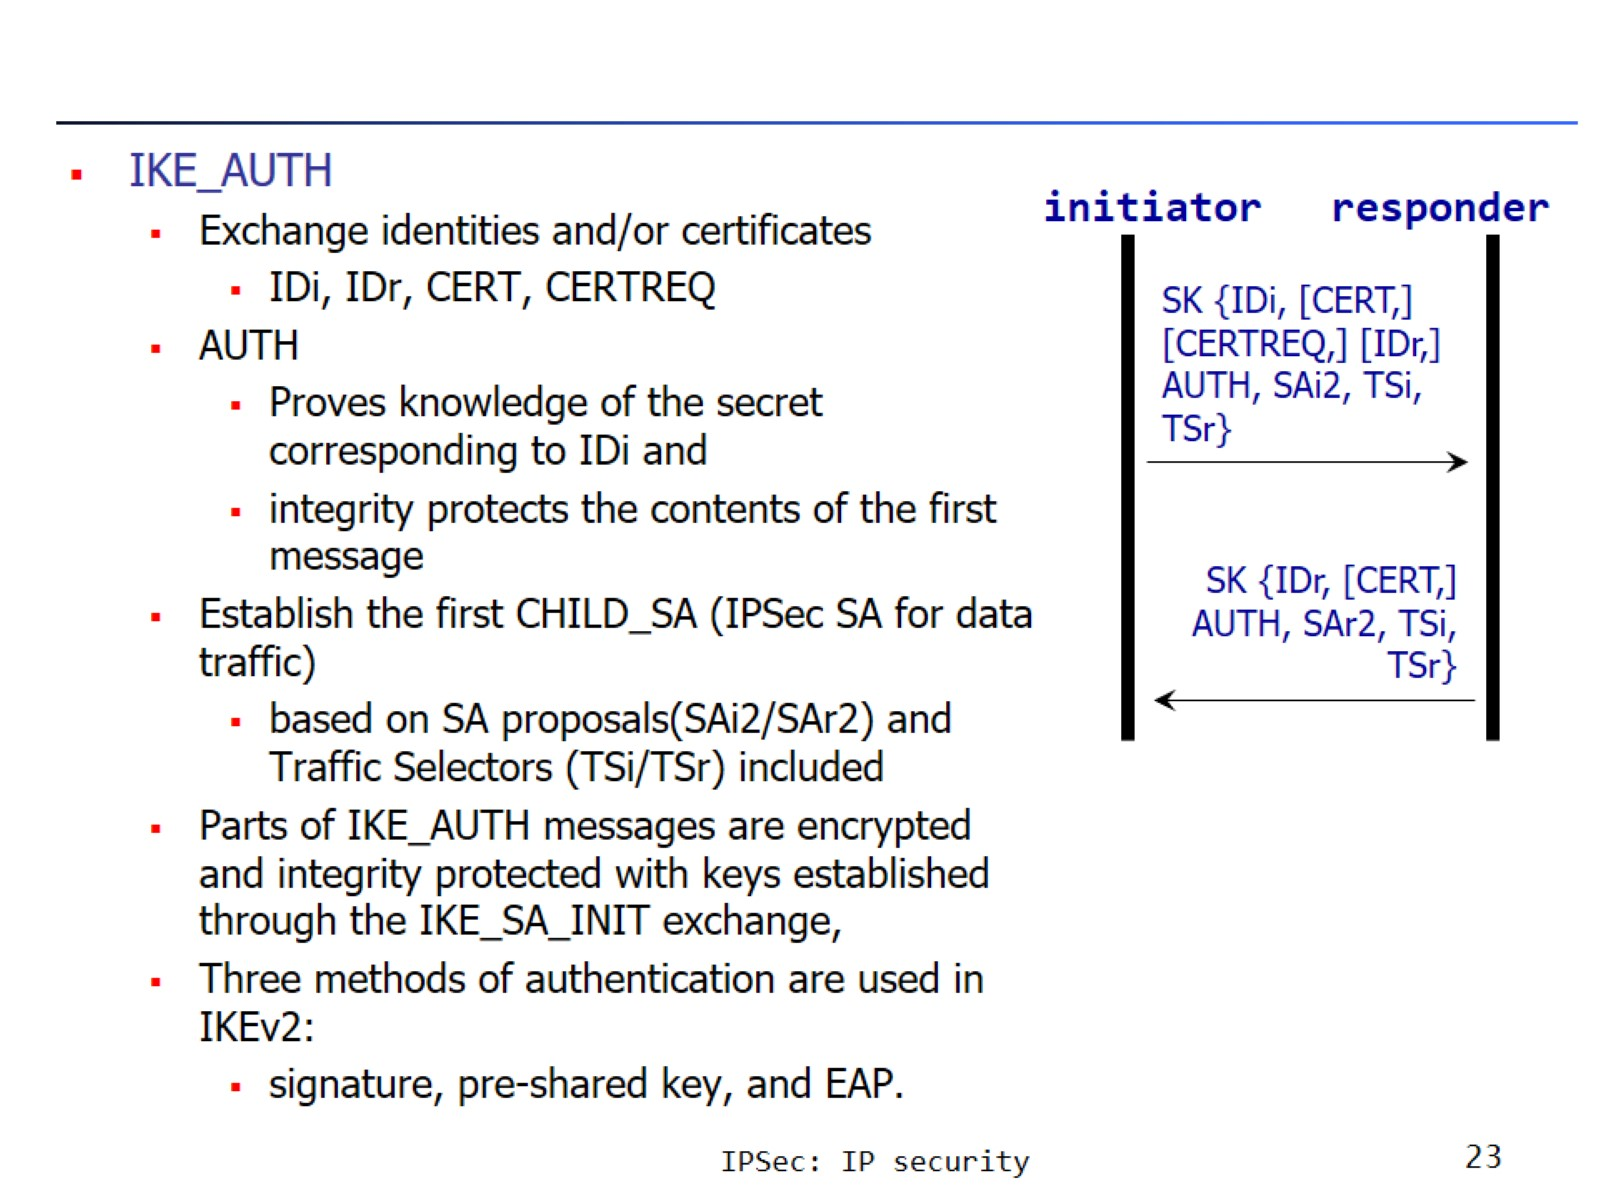 IKE_AUTH
Exchange identities and/or certificates
IDi, IDr, CERT, CERTREQ
AUTH
Proves knowledge of the secret
corresponding to IDi and
integrity protects the contents of the first
message
Establish the first CHILD_SA (IPSec SA for data
traffic)
based on SA proposals(SAi2/SAr2) and
Traffic Selectors (TSi/TSr) included
Parts of IKE_AUTH messages are encrypted
and integrity protected with keys established
through the IKE_SA_INIT exchange,
Three methods of authentication are used in
IKEv2:
signature, pre-shared key, and EAP.
initiator responder
SK {IDi, [CERT,]
[CERTREQ,] [IDr,]
AUTH, SAi2, TSi,
TSr}
SK {IDr, [CERT,]
AUTH, SAr2, TSi,
TSr}
IPSec: IP security
23